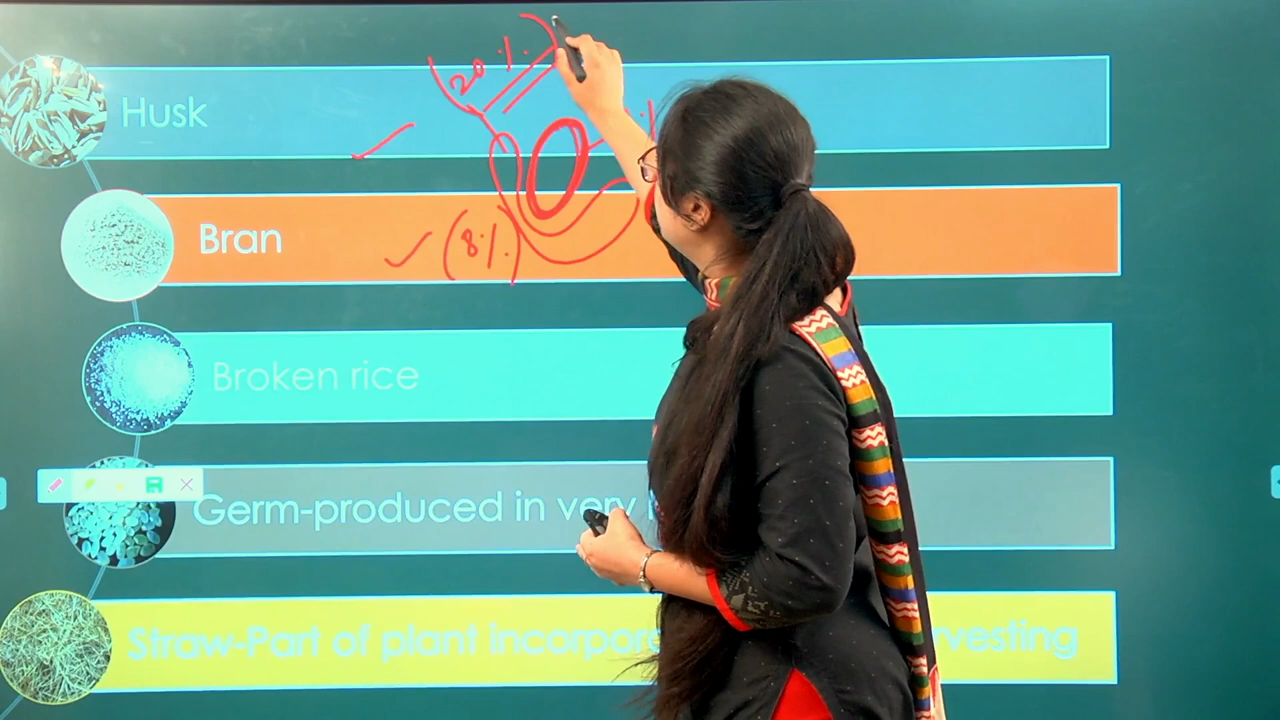 (20%.)
Husk
Bran
(8%.)
Broken rice
Germ-produced in very
Straw-Part of plant incorpor rvesting